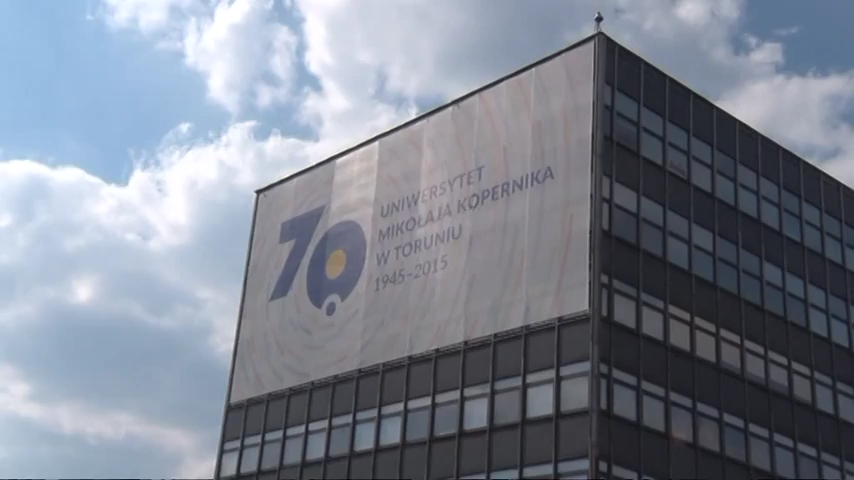 70
UNIWERSYTET
MIKOŁAJA KOPERNIKA
W TORUNIU
1945–2015